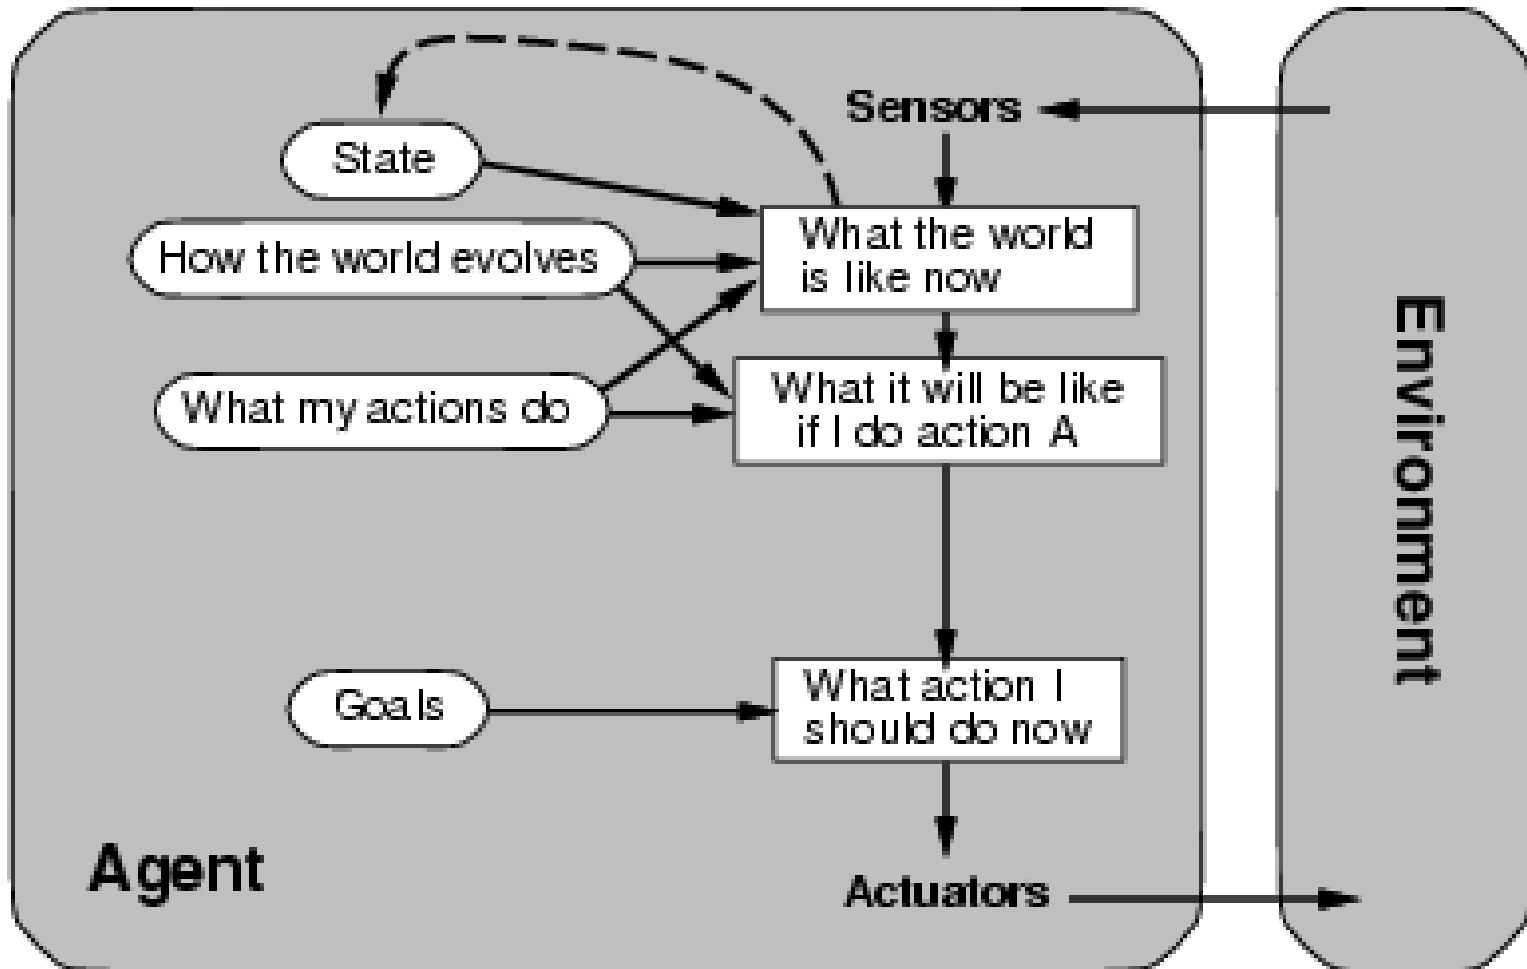 Sensors
State
What the world
is like now
How the world evolves
What it will be like
if I do action A
What my actions do
What action I
should do now
Goals
Agent
Actuators
Environment